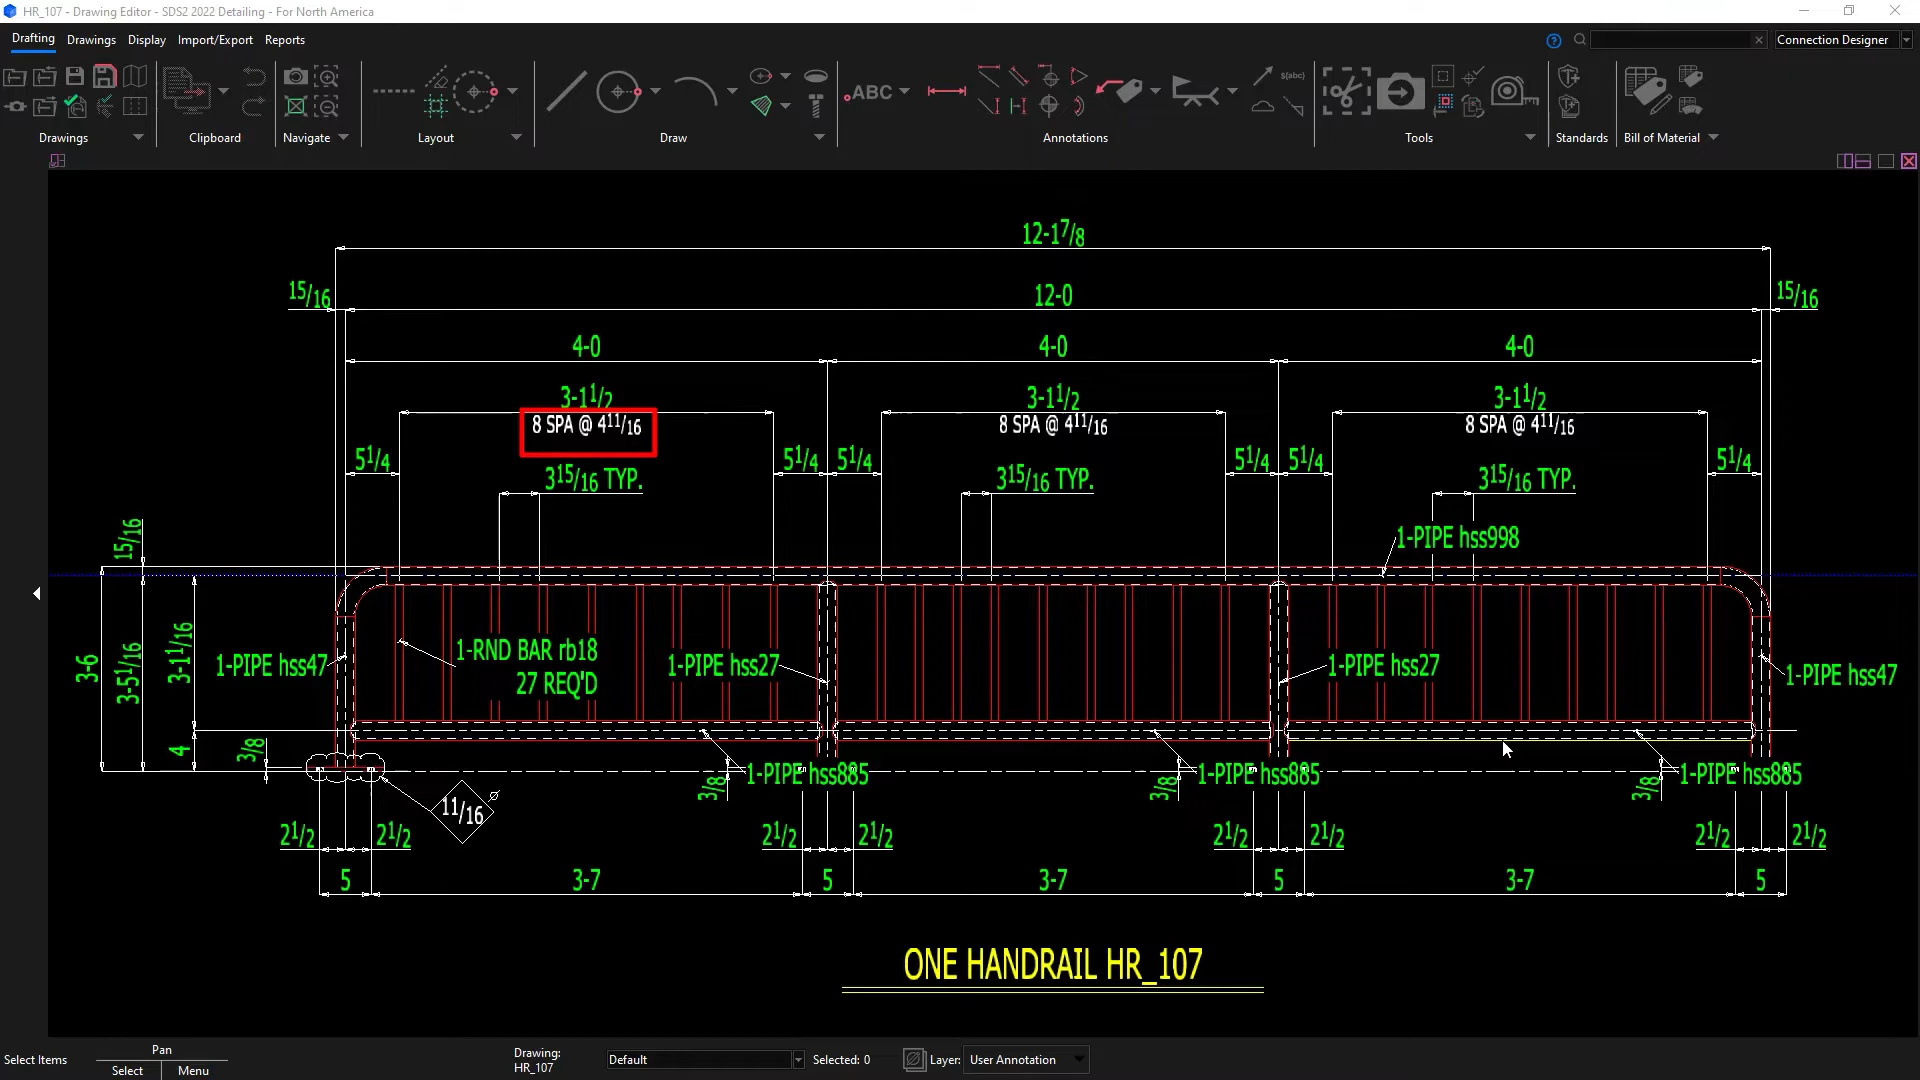 HR_107 - Drawing Editor - SDS2 2022 Detailing - For North America
Drafting Drawings Display Import/Export Reports
Connection Designer
ABC
$(abc)
Drawings Clipboard Navigate Layout Draw Annotations Tools Standards Bill of Material
12-1 7/8
15/16 12-0 15/16
4-0 4-0 4-0
3-1 1/2 3-1 1/2 3-1 1/2
8 SPA @ 4 11/16 8 SPA @ 4 11/16 8 SPA @ 4 11/16
5 1/4 5 1/4 5 1/4 5 1/4 5 1/4 5 1/4
3 15/16 TYP. 3 15/16 TYP. 3 15/16 TYP.
15/16
1-PIPE hss998
3-6
3-5 1/16
3-1 1/16
4
3/8
1-PIPE hss47
1-RND BAR rb18
27 REQ'D
1-PIPE hss27
1-PIPE hss27
1-PIPE hss47
3/8 1-PIPE hss885 3/8 1-PIPE hss885 3/8 1-PIPE hss885
11/16 Ø
2 1/2 2 1/2 2 1/2 2 1/2 2 1/2 2 1/2 2 1/2 2 1/2
5 3-7 5 3-7 5 3-7 5
ONE HANDRAIL HR_107
Select Items
Pan
Select Menu
Drawing:
HR_107
Default
Selected: 0
Layer: User Annotation